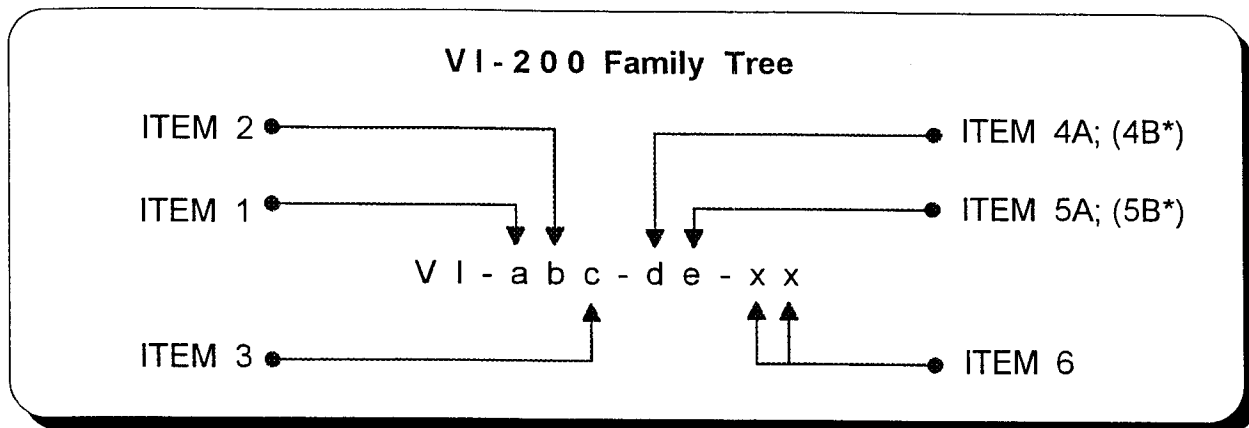 VI-200 Family Tree
ITEM 2
ITEM 4A; (4B*)
ITEM 1
ITEM 5A; (5B*)
VI-abc-de-xx
ITEM 3
ITEM 6